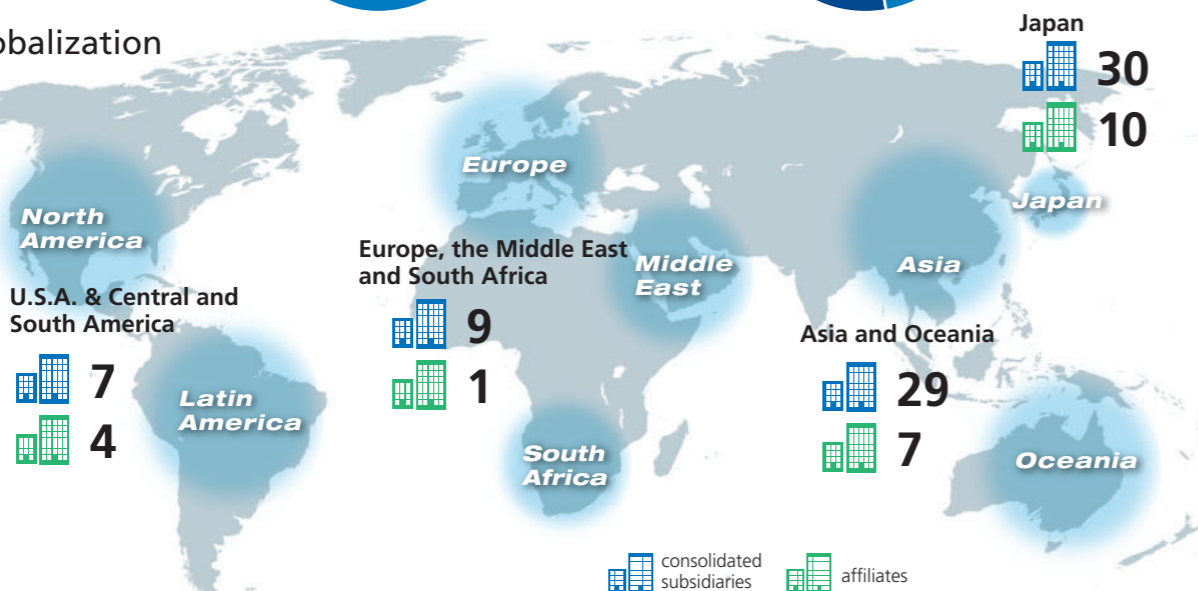 obalization
Japan
30
10
Europe
North
America
Japan
Europe, the Middle East
and South Africa
9
1
Middle
East
Asia
U.S.A. & Central and
South America
7
4
Asia and Oceania
29
7
Latin
America
South
Africa
Oceania
consolidated
subsidiaries
affiliates